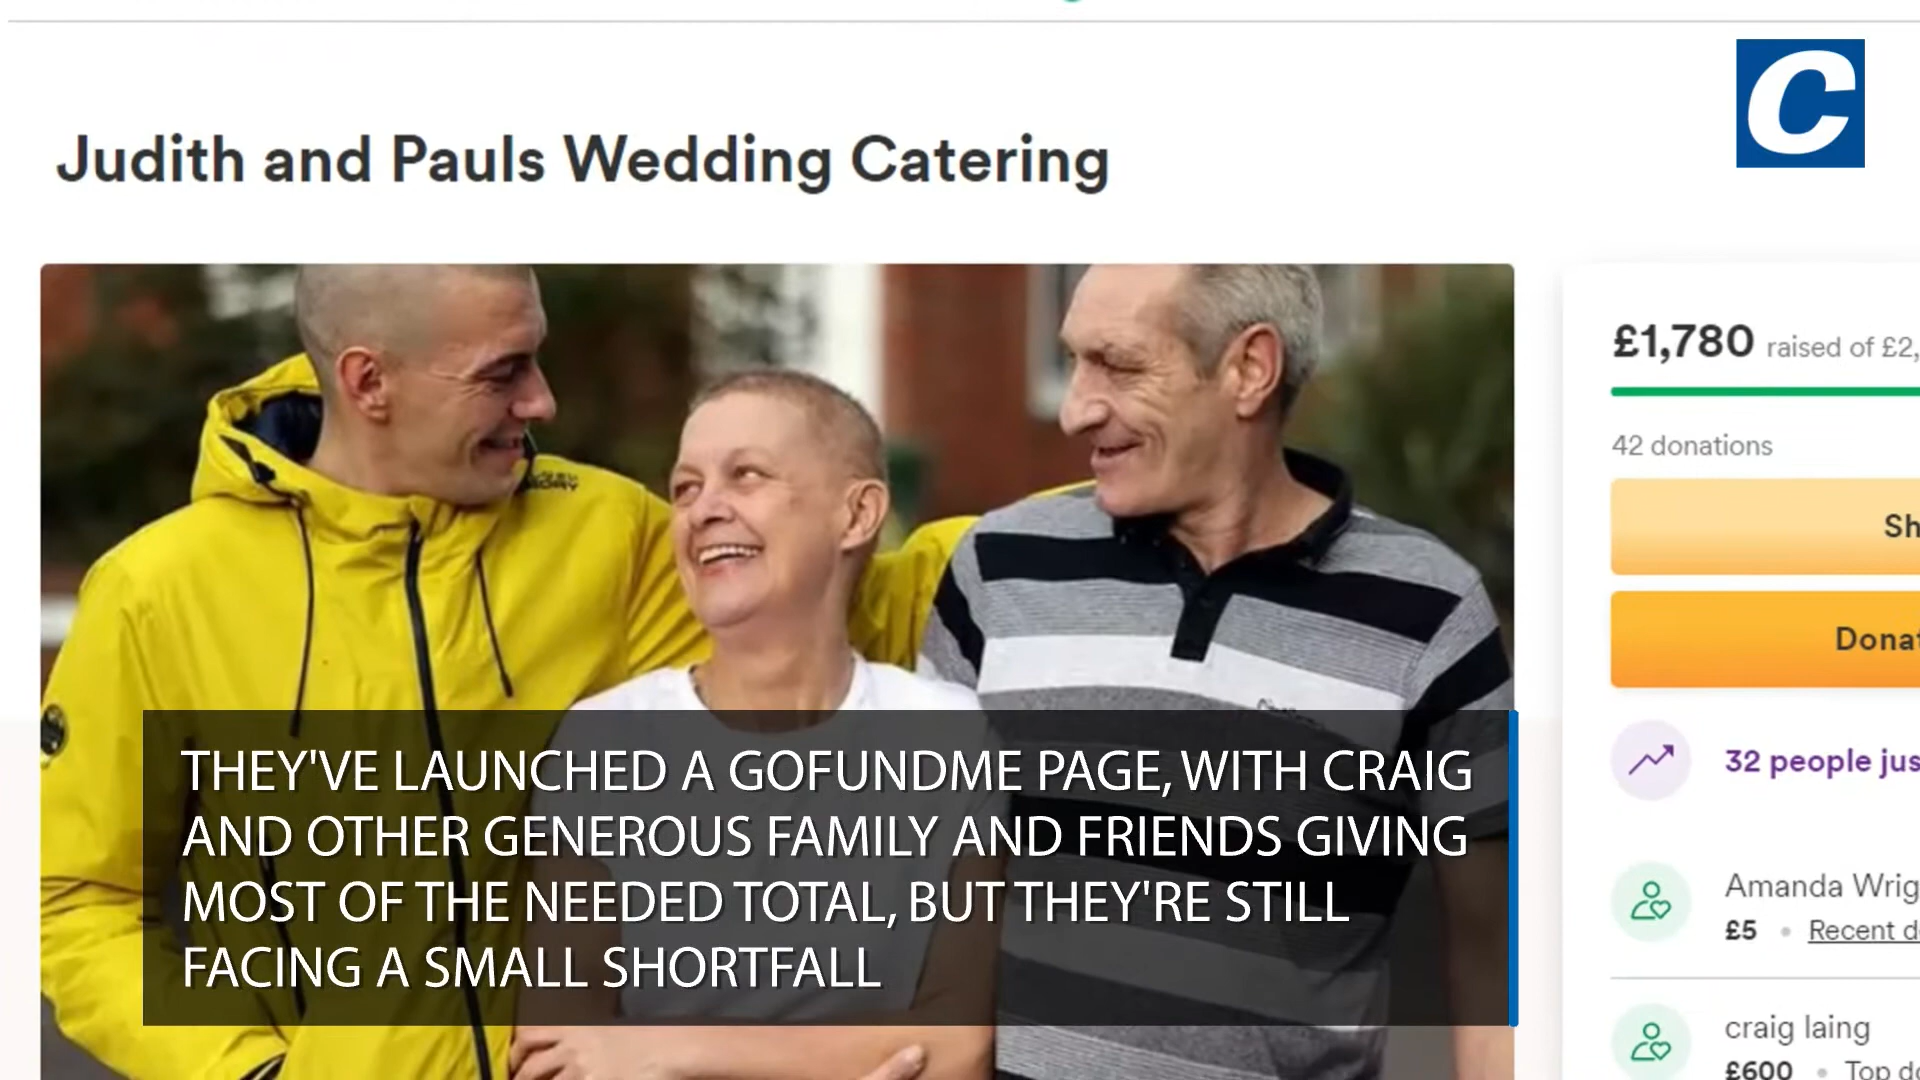 C
Judith and Pauls Wedding Catering
£1,780 raised of £2,
42 donations
Sh
Donat
32 people jus
Amanda Wrig
£5 • Recent d
craig laing
£600 • Top do
THEY'VE LAUNCHED A GOFUNDME PAGE, WITH CRAIG
AND OTHER GENEROUS FAMILY AND FRIENDS GIVING
MOST OF THE NEEDED TOTAL, BUT THEY'RE STILL
FACING A SMALL SHORTFALL